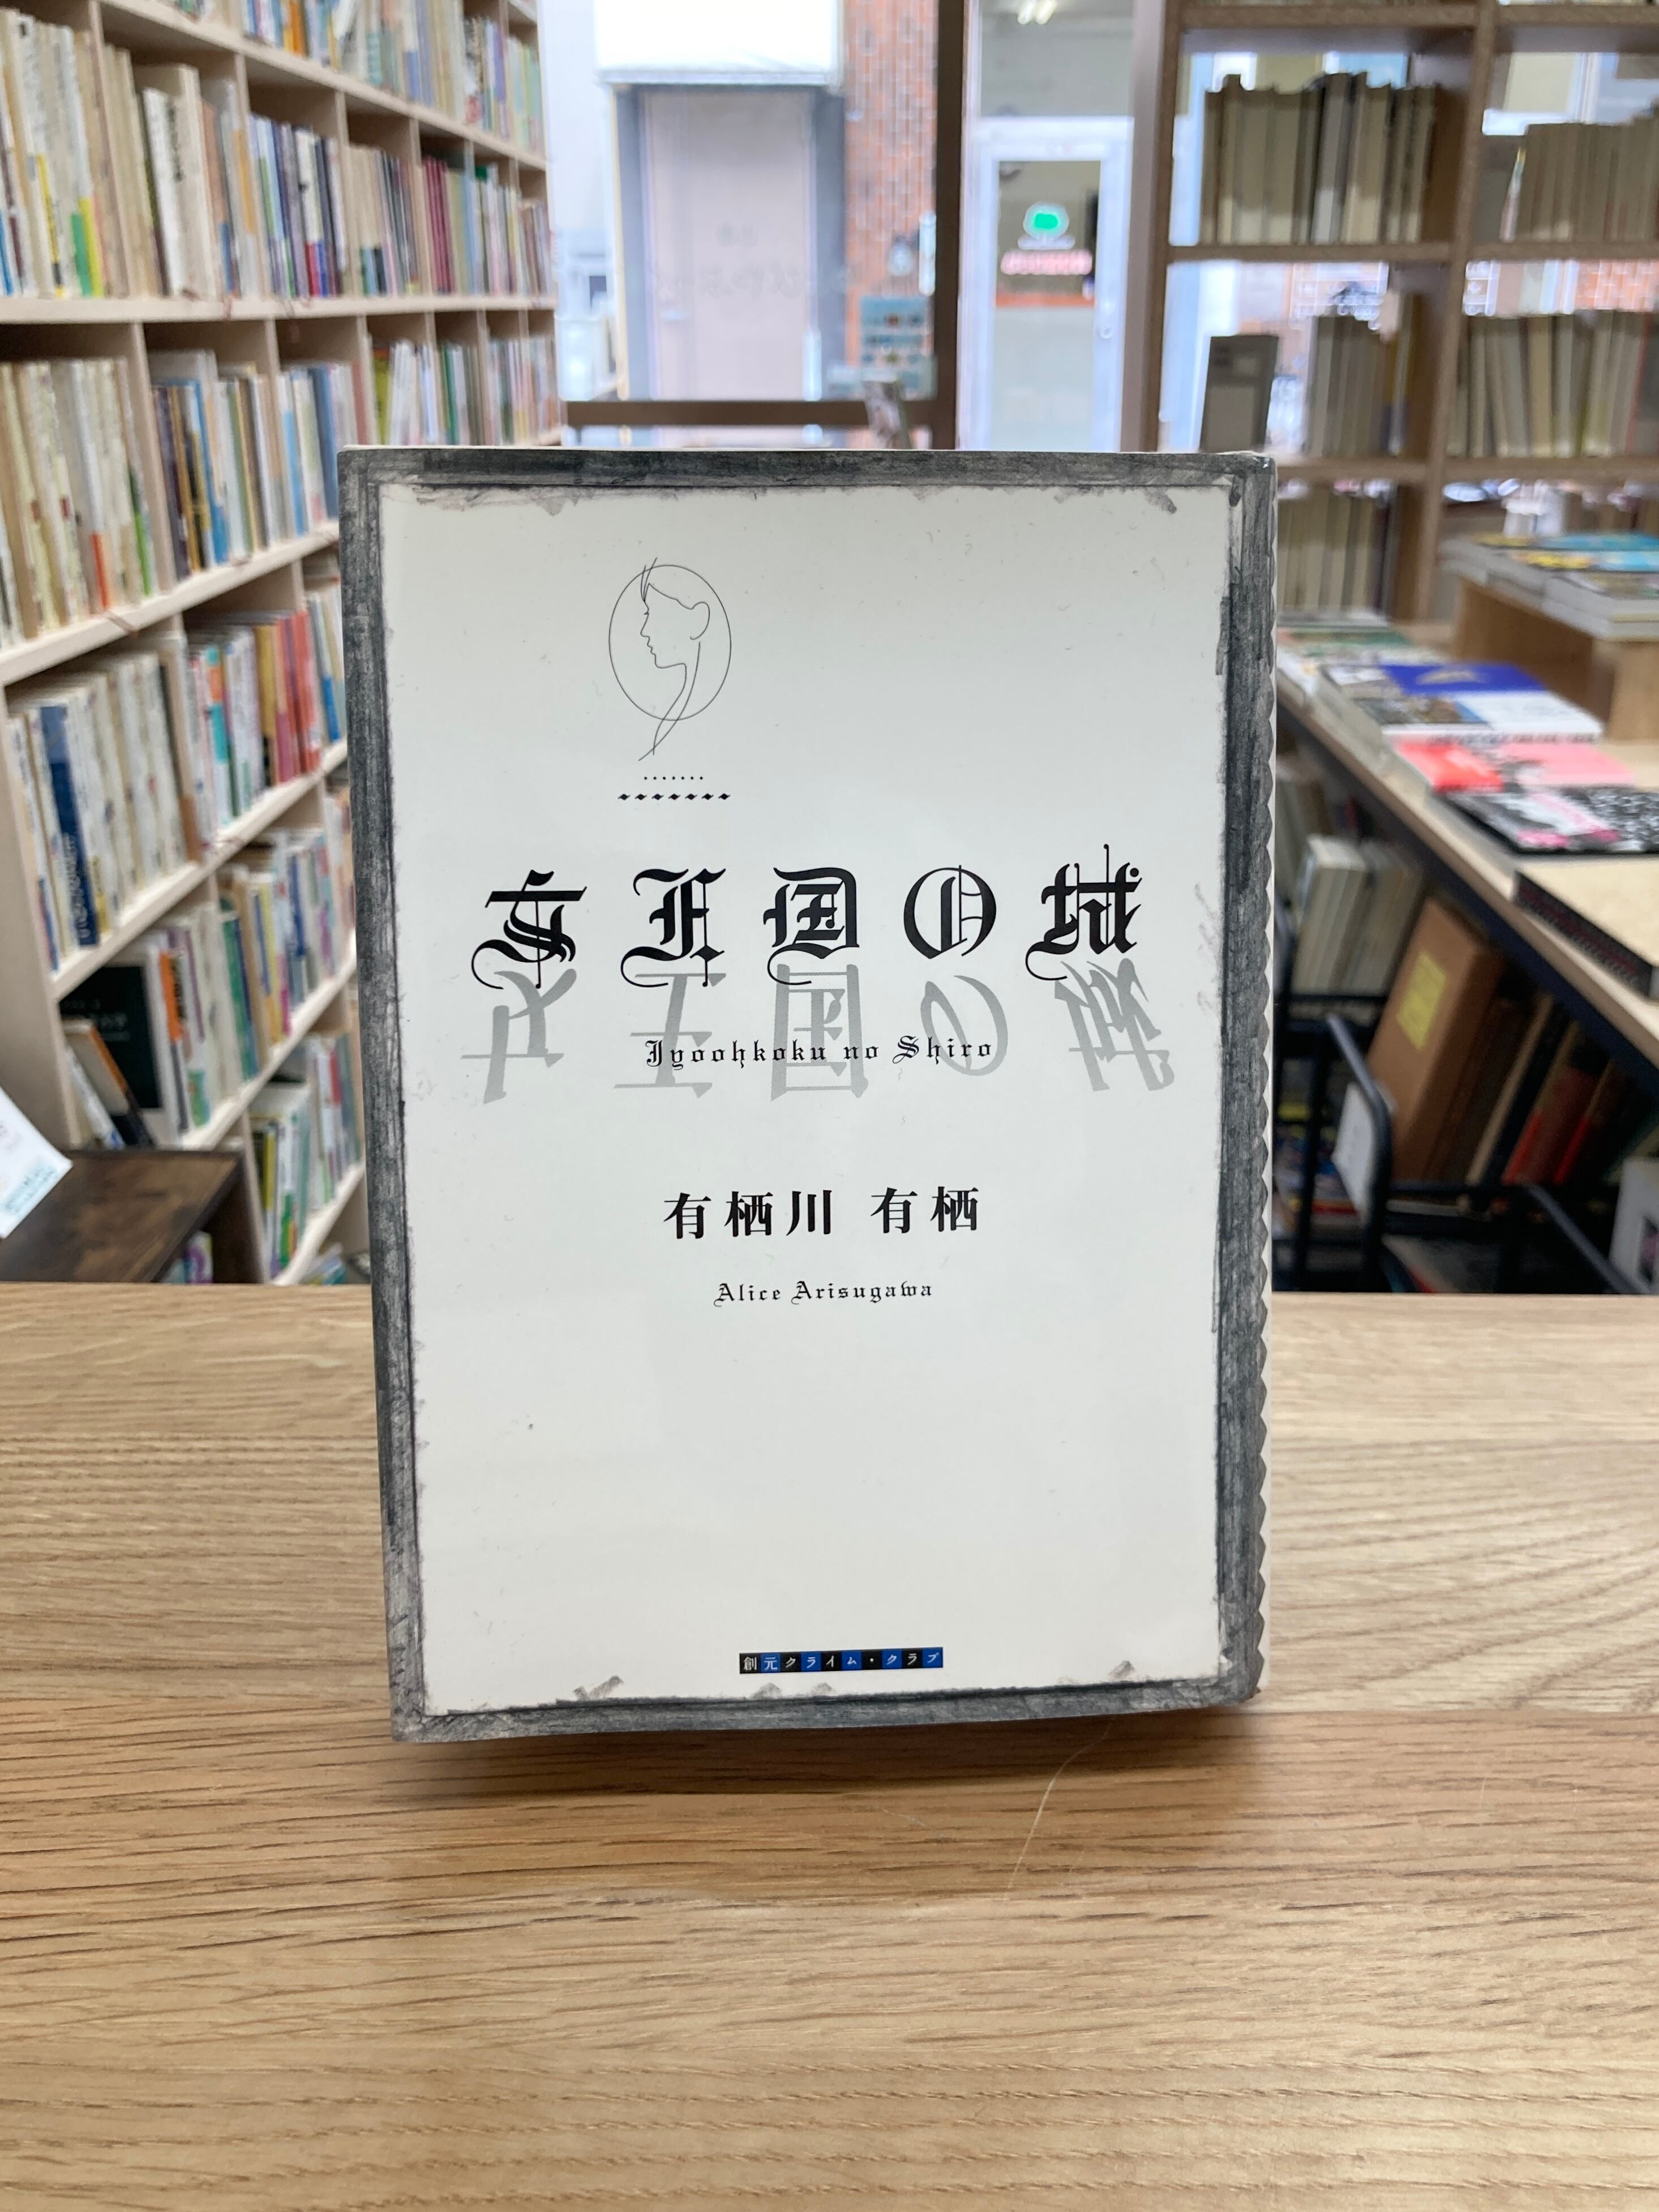 女王国の城
Jyoohkoku no Shiro
有栖川 有栖
Alice Arisugawa
創元クライム・クラブ